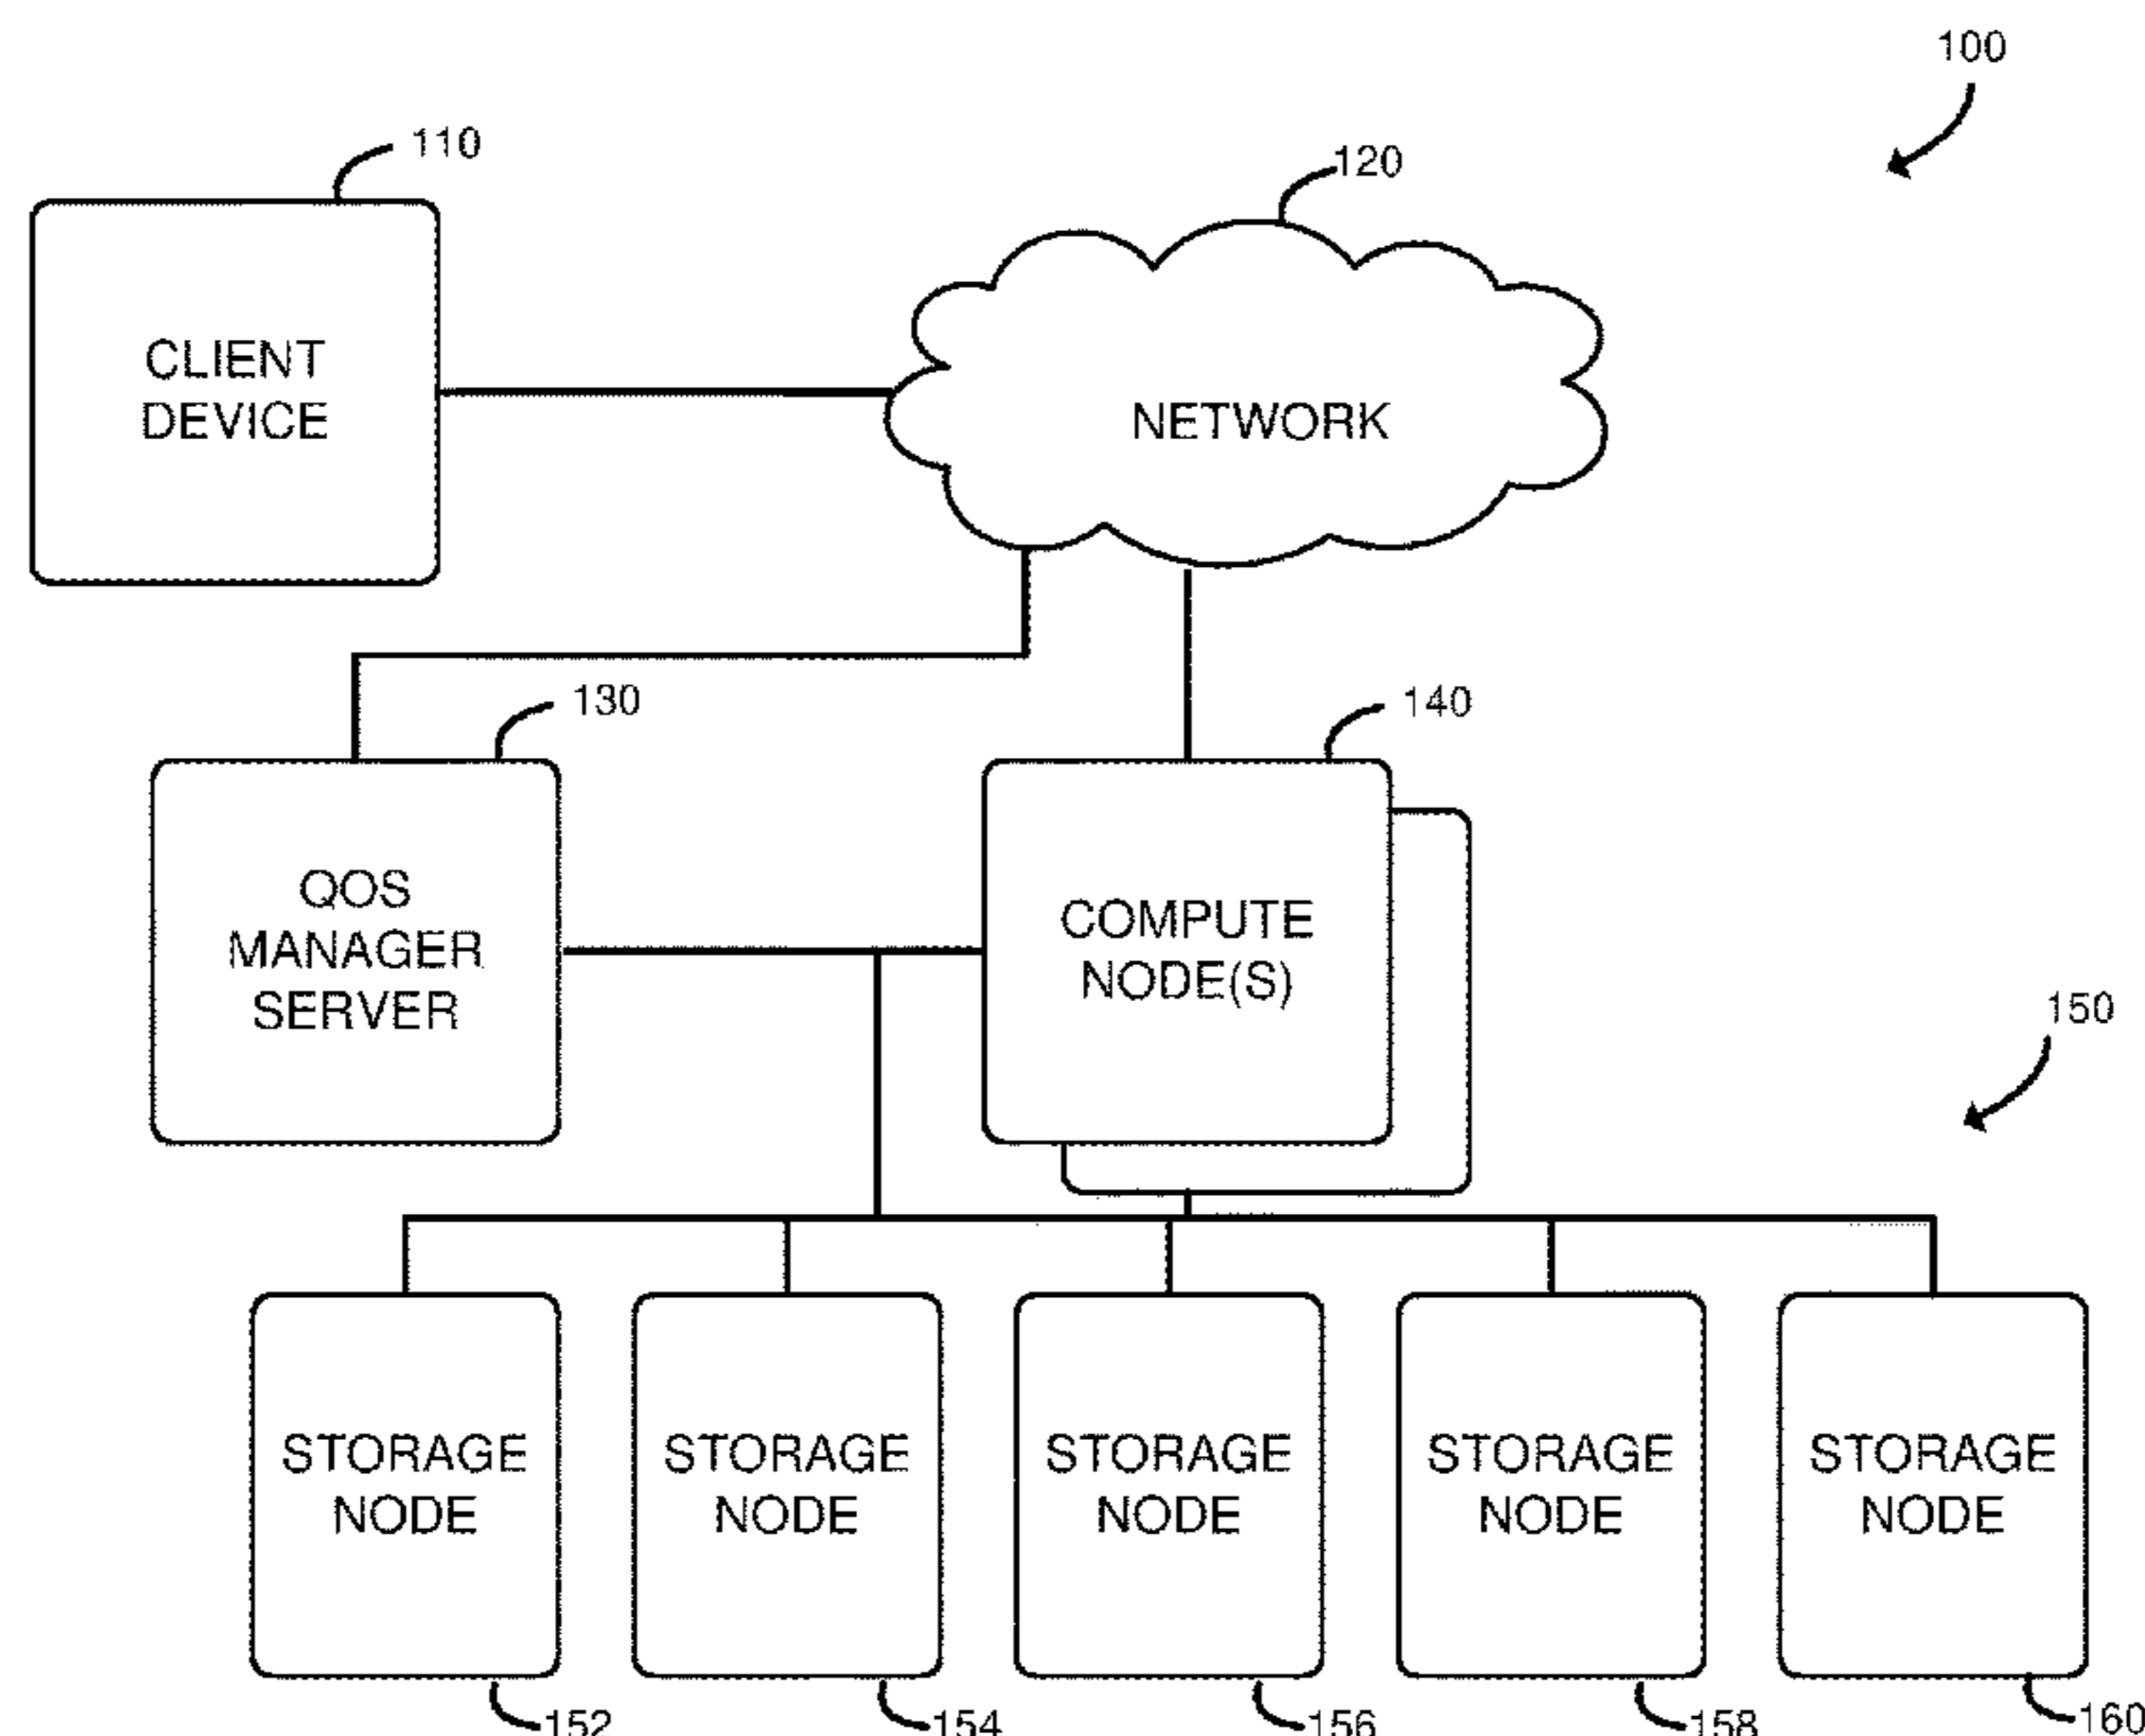 100
110
120
CLIENT
DEVICE
NETWORK
130
140
QOS
MANAGER
SERVER
COMPUTE
NODE(S)
150
STORAGE
NODE
STORAGE
NODE
STORAGE
NODE
STORAGE
NODE
STORAGE
NODE
152
154
156
158
160